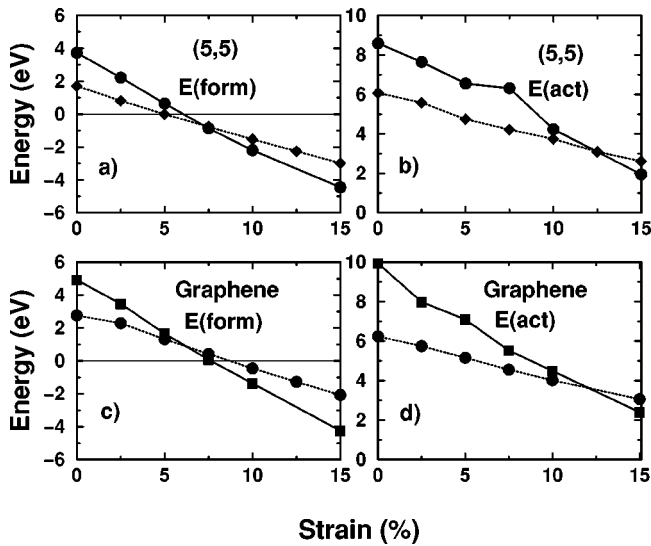 6 10
4 (5,5) 8 (5,5)
2 E(form) E(act)
0 6
−2 4
−4 a) 2 b)
−6 0
0 5 10 15 0 5 10 15
Energy (eV)
6 10
4 Graphene 8 Graphene
2 E(form) E(act)
0 6
−2 4
−4 c) 2 d)
−6 0
0 5 10 15 0 5 10 15
Energy (eV)
Strain (%)